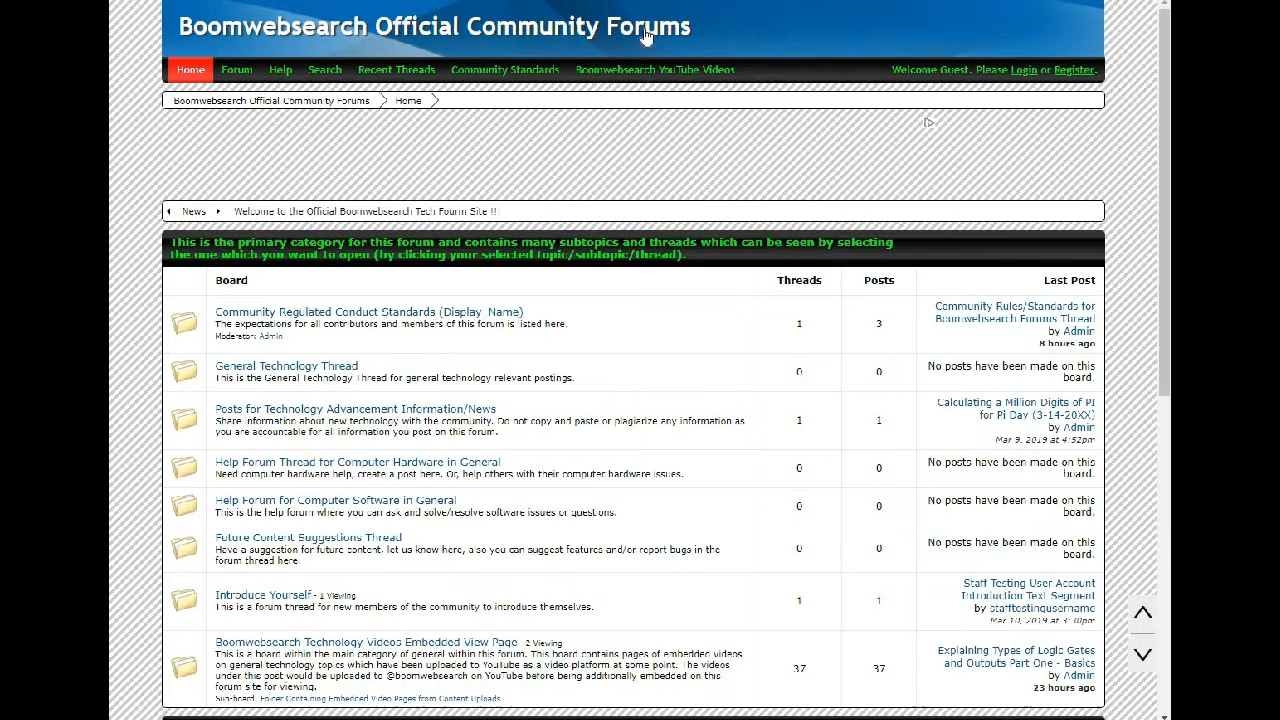 Boomwebsearch Official Community Forums
Home Forum Help Search Recent Threads Community Standards Boomwebsearch YouTube Videos Welcome Guest. Please Login or Register.
Boomwebsearch Official Community Forums Home
News Welcome to the Official Boomwebsearch Tech Fourm Site !!!
This is the primary category for this forum and contains many subtopics and threads which can be seen by selecting
the one which you want to open (by clicking your selected topic/subtopic/thread).
Board Threads Posts Last Post
Community Regulated Conduct Standards (Display Name)
The expectations for all contributors and members of this forum is listed here.
Moderator: Admin
1 3
Community Rules/Standards for
Boomwebsearch Forums Thread
by Admin
8 hours ago
General Technology Thread
This is the General Technology Thread for general technology relevant postings.
0 0
No posts have been made on this
board.
Posts for Technology Advancement Information/News
Share information about new technology with the community. Do not copy and paste or plagiarize any information as
you are accountable for all information you post on this forum.
1 1
Calculating a Million Digits of PI
for Pi Day (3-14-20XX)
by Admin
Mar 9, 2019 at 4:52pm
Help Forum Thread for Computer Hardware in General
Need computer hardware help, create a post here. Or, help others with their computer hardware issues.
0 0
No posts have been made on this
board.
Help Forum for Computer Software in General
This is the help forum where you can ask and solve/resolve software issues or questions.
0 0
No posts have been made on this
board.
Future Content Suggestions Thread
Have a suggestion for future content, let us know here, also you can suggest features and/or report bugs in the
forum thread here.
0 0
No posts have been made on this
board.
Introduce Yourself - 1 Viewing
This is a forum thread for new members of the community to introduce themselves.
1 1
Staff Testing User Account
Introduction Text Segment
by stafftestingusername
Mar 10, 2019 at 3:30pm
Boomwebsearch Technology Videos Embedded View Page - 2 Viewing
This is a board within the main category of general within this forum. This board contains pages of embedded videos
on general technology topics which have been uploaded to YouTube as a video platform at some point. The videos
under this post would be uploaded to @boomwebsearch on YouTube before being additionally embedded on this
forum site for viewing.
Sub-board: Folder Containing Embedded Video Pages from Content Uploads
37 37
Explaining Types of Logic Gates
and Outputs Part One - Basics
by Admin
23 hours ago